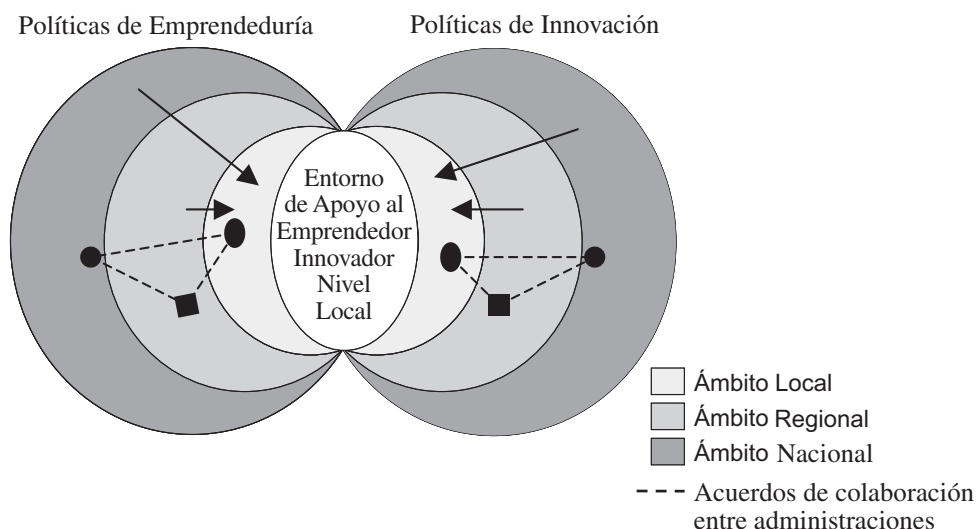 Políticas de Emprendeduría
Políticas de Innovación
Entorno
de Apoyo al
Emprendedor
Innovador
Nivel
Local
Ámbito Local
Ámbito Regional
Ámbito Nacional
Acuerdos de colaboración
entre administraciones